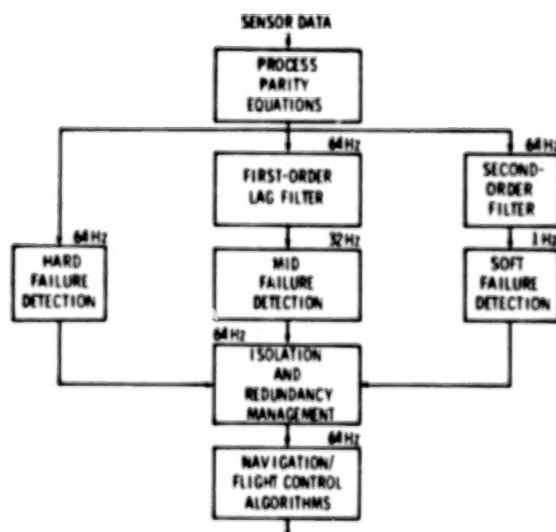 SENSOR DATA
PROCESS
PARITY
EQUATIONS
64Hz
64Hz
FIRST-ORDER
LAG FILTER
SECOND-
ORDER
FILTER
64Hz
32Hz
1Hz
HARD
FAILURE
DETECTION
MID
FAILURE
DETECTION
SOFT
FAILURE
DETECTION
64Hz
ISOLATION
AND
REDUNDANCY
MANAGEMENT
64Hz
NAVIGATION/
FLIGHT CONTROL
ALGORITHMS